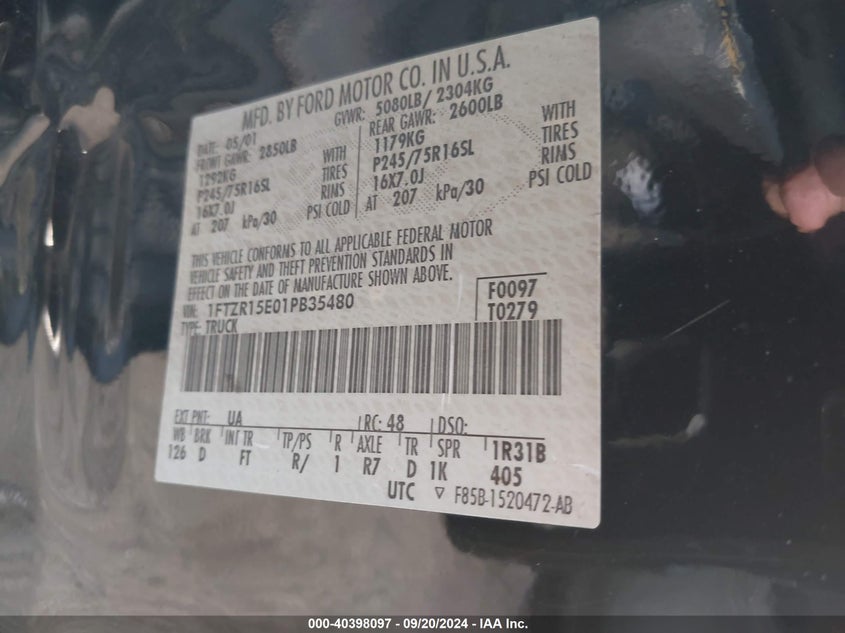 MFD. BY FORD MOTOR CO. IN U.S.A.
DATE: 05/01 GVWR: 5080LB/ 2304KG
FRONT GAWR: 2850LB REAR GAWR: 2600LB
1292KG WITH 1179KG WITH
P245/75R16SL TIRES P245/75R16SL TIRES
16X7.0J RIMS 16X7.0J RIMS
AT 207 kPa/30 PSI COLD AT 207 kPa/30 PSI COLD
THIS VEHICLE CONFORMS TO ALL APPLICABLE FEDERAL MOTOR
VEHICLE SAFETY AND THEFT PREVENTION STANDARDS IN
EFFECT ON THE DATE OF MANUFACTURE SHOWN ABOVE.
VIN: 1FTZR15E01PB35480 F0097
TYPE: TRUCK T0279
EXT PNT: UA RC: 48 DSO:
WB BRK INT TR TP/PS R AXLE TR SPR 1R31B
126 D FT R/ 1 R7 D 1K 405
UTC ▽ F85B-1520472-AB
000-40398097 - 09/20/2024 - IAA Inc.